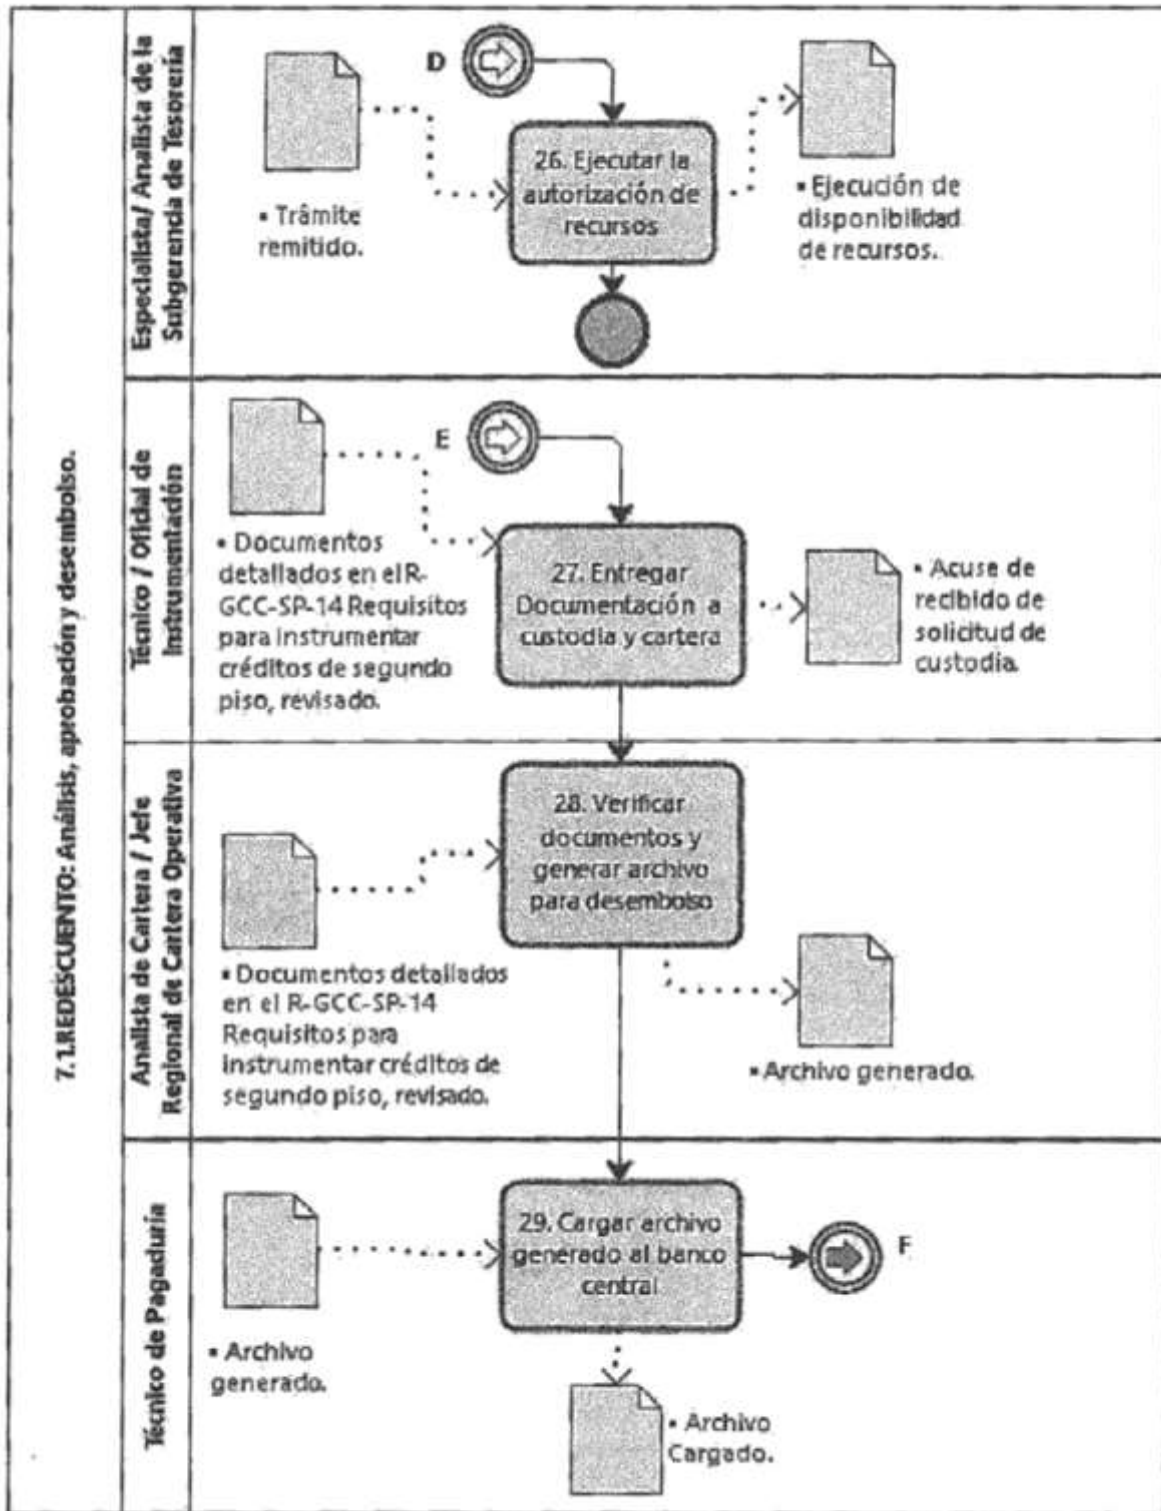 7.1.REDESCUENTO: Análisis, aprobación y desembolso.
Especialista/ Analista de la
Subgerencia de Tesorería
D
▪ Trâmite
remitido.
26. Ejecutar la
autorización de
recursos
▪ Ejecución de
disponibilidad
de recursos.
Técnico / Oficial de
Instrumentación
E
▪ Documentos
detallados en el R-
GCC-SP-14 Requisitos
para instrumentar
créditos de segundo
piso, revisado.
27. Entregar
Documentación a
custodia y cartera
▪ Acuse de
recibido de
solicitud de
custodia.
Analista de Cartera / Jefe
Regional de Cartera Operativa
28. Verificar
documentos y
generar archivo
para desembolso
▪ Documentos detallados
en el R-GCC-SP-14
Requisitos para
instrumentar créditos de
segundo piso, revisado.
▪ Archivo generado.
Técnico de Pagaduría
29. Cargar archivo
generado al banco
central
F
▪ Archivo
generado.
▪ Archivo
Cargado.